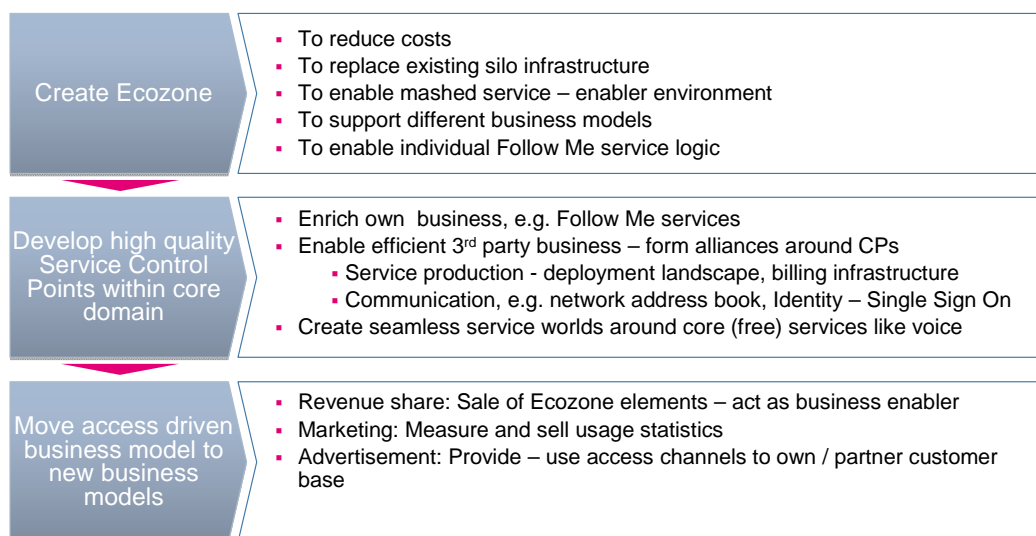 Create Ecozone
▪ To reduce costs
▪ To replace existing silo infrastructure
▪ To enable mashed service – enabler environment
▪ To support different business models
▪ To enable individual Follow Me service logic
Develop high quality
Service Control
Points within core
domain
▪ Enrich own business, e.g. Follow Me services
▪ Enable efficient 3rd party business – form alliances around CPs
▪ Service production - deployment landscape, billing infrastructure
▪ Communication, e.g. network address book, Identity – Single Sign On
▪ Create seamless service worlds around core (free) services like voice
Move access driven
business model to
new business
models
▪ Revenue share: Sale of Ecozone elements – act as business enabler
▪ Marketing: Measure and sell usage statistics
▪ Advertisement: Provide – use access channels to own / partner customer
base